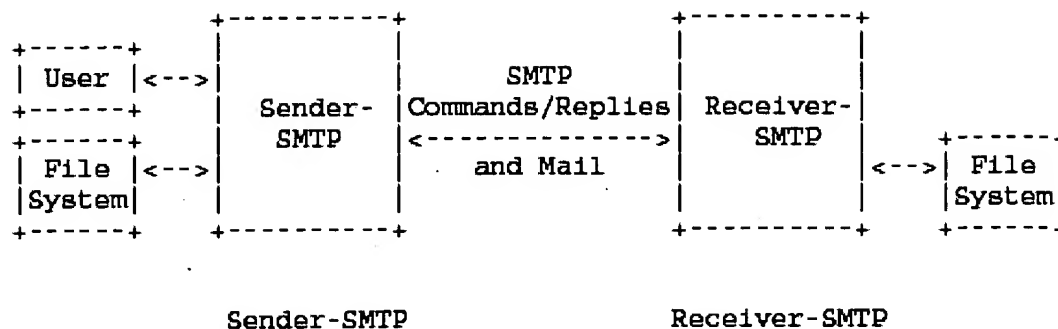 User
File
System
Sender-
SMTP
SMTP
Commands/Replies
and Mail
Receiver-
SMTP
File
System
Sender-SMTP Receiver-SMTP